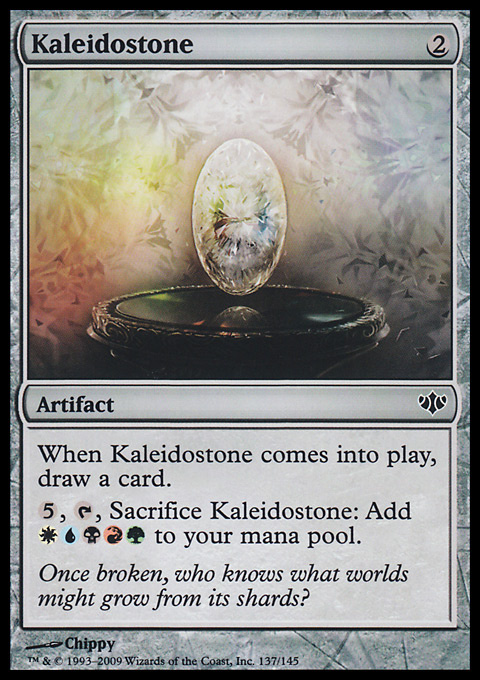 Kaleidostone 2
Artifact
When Kaleidostone comes into play,
draw a card.
5, , Sacrifice Kaleidostone: Add
to your mana pool.
Once broken, who knows what worlds
might grow from its shards?
Chippy
™ & © 1993–2009 Wizards of the Coast, Inc. 137/145